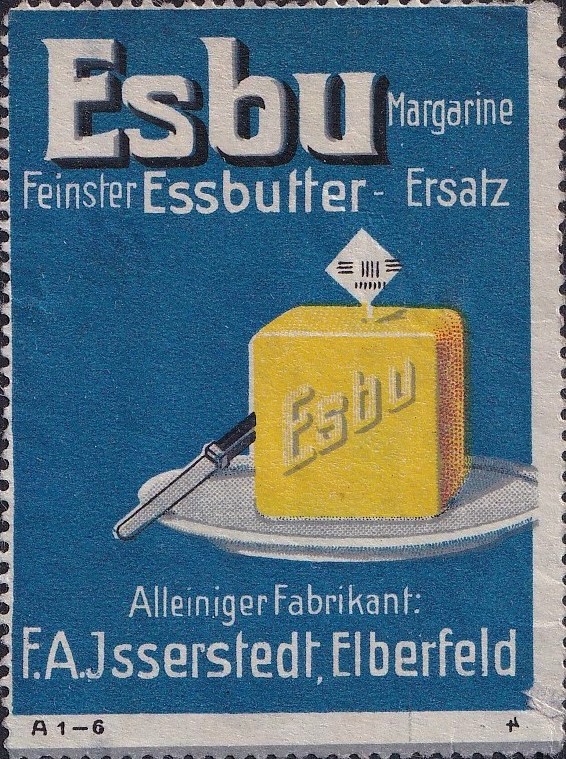 Esbu Margarine
Feinster Essbutter - Ersatz
Esbu
Alleiniger Fabrikant:
F.A.Jsserstedt, Elberfeld
A 1-6